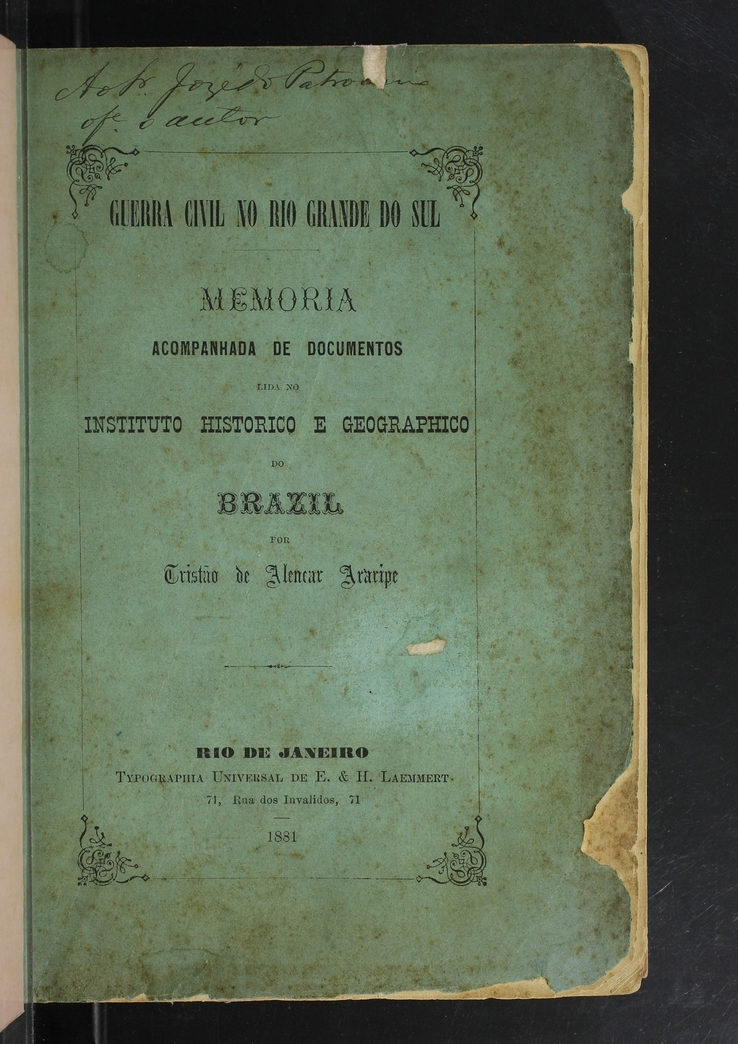 Ao Sr. José do Patrocinio
ofe. o autor
GUERRA CIVIL NO RIO GRANDE DO SUL
MEMORIA
ACOMPANHADA DE DOCUMENTOS
LIDA NO
INSTITUTO HISTORICO E GEOGRAPHICO
DO
BRAZIL
POR
Tristão de Alencar Araripe
RIO DE JANEIRO
TYPOGRAPHIA UNIVERSAL DE E. & H. LAEMMERT
71, Rua dos Invalidos, 71
1881